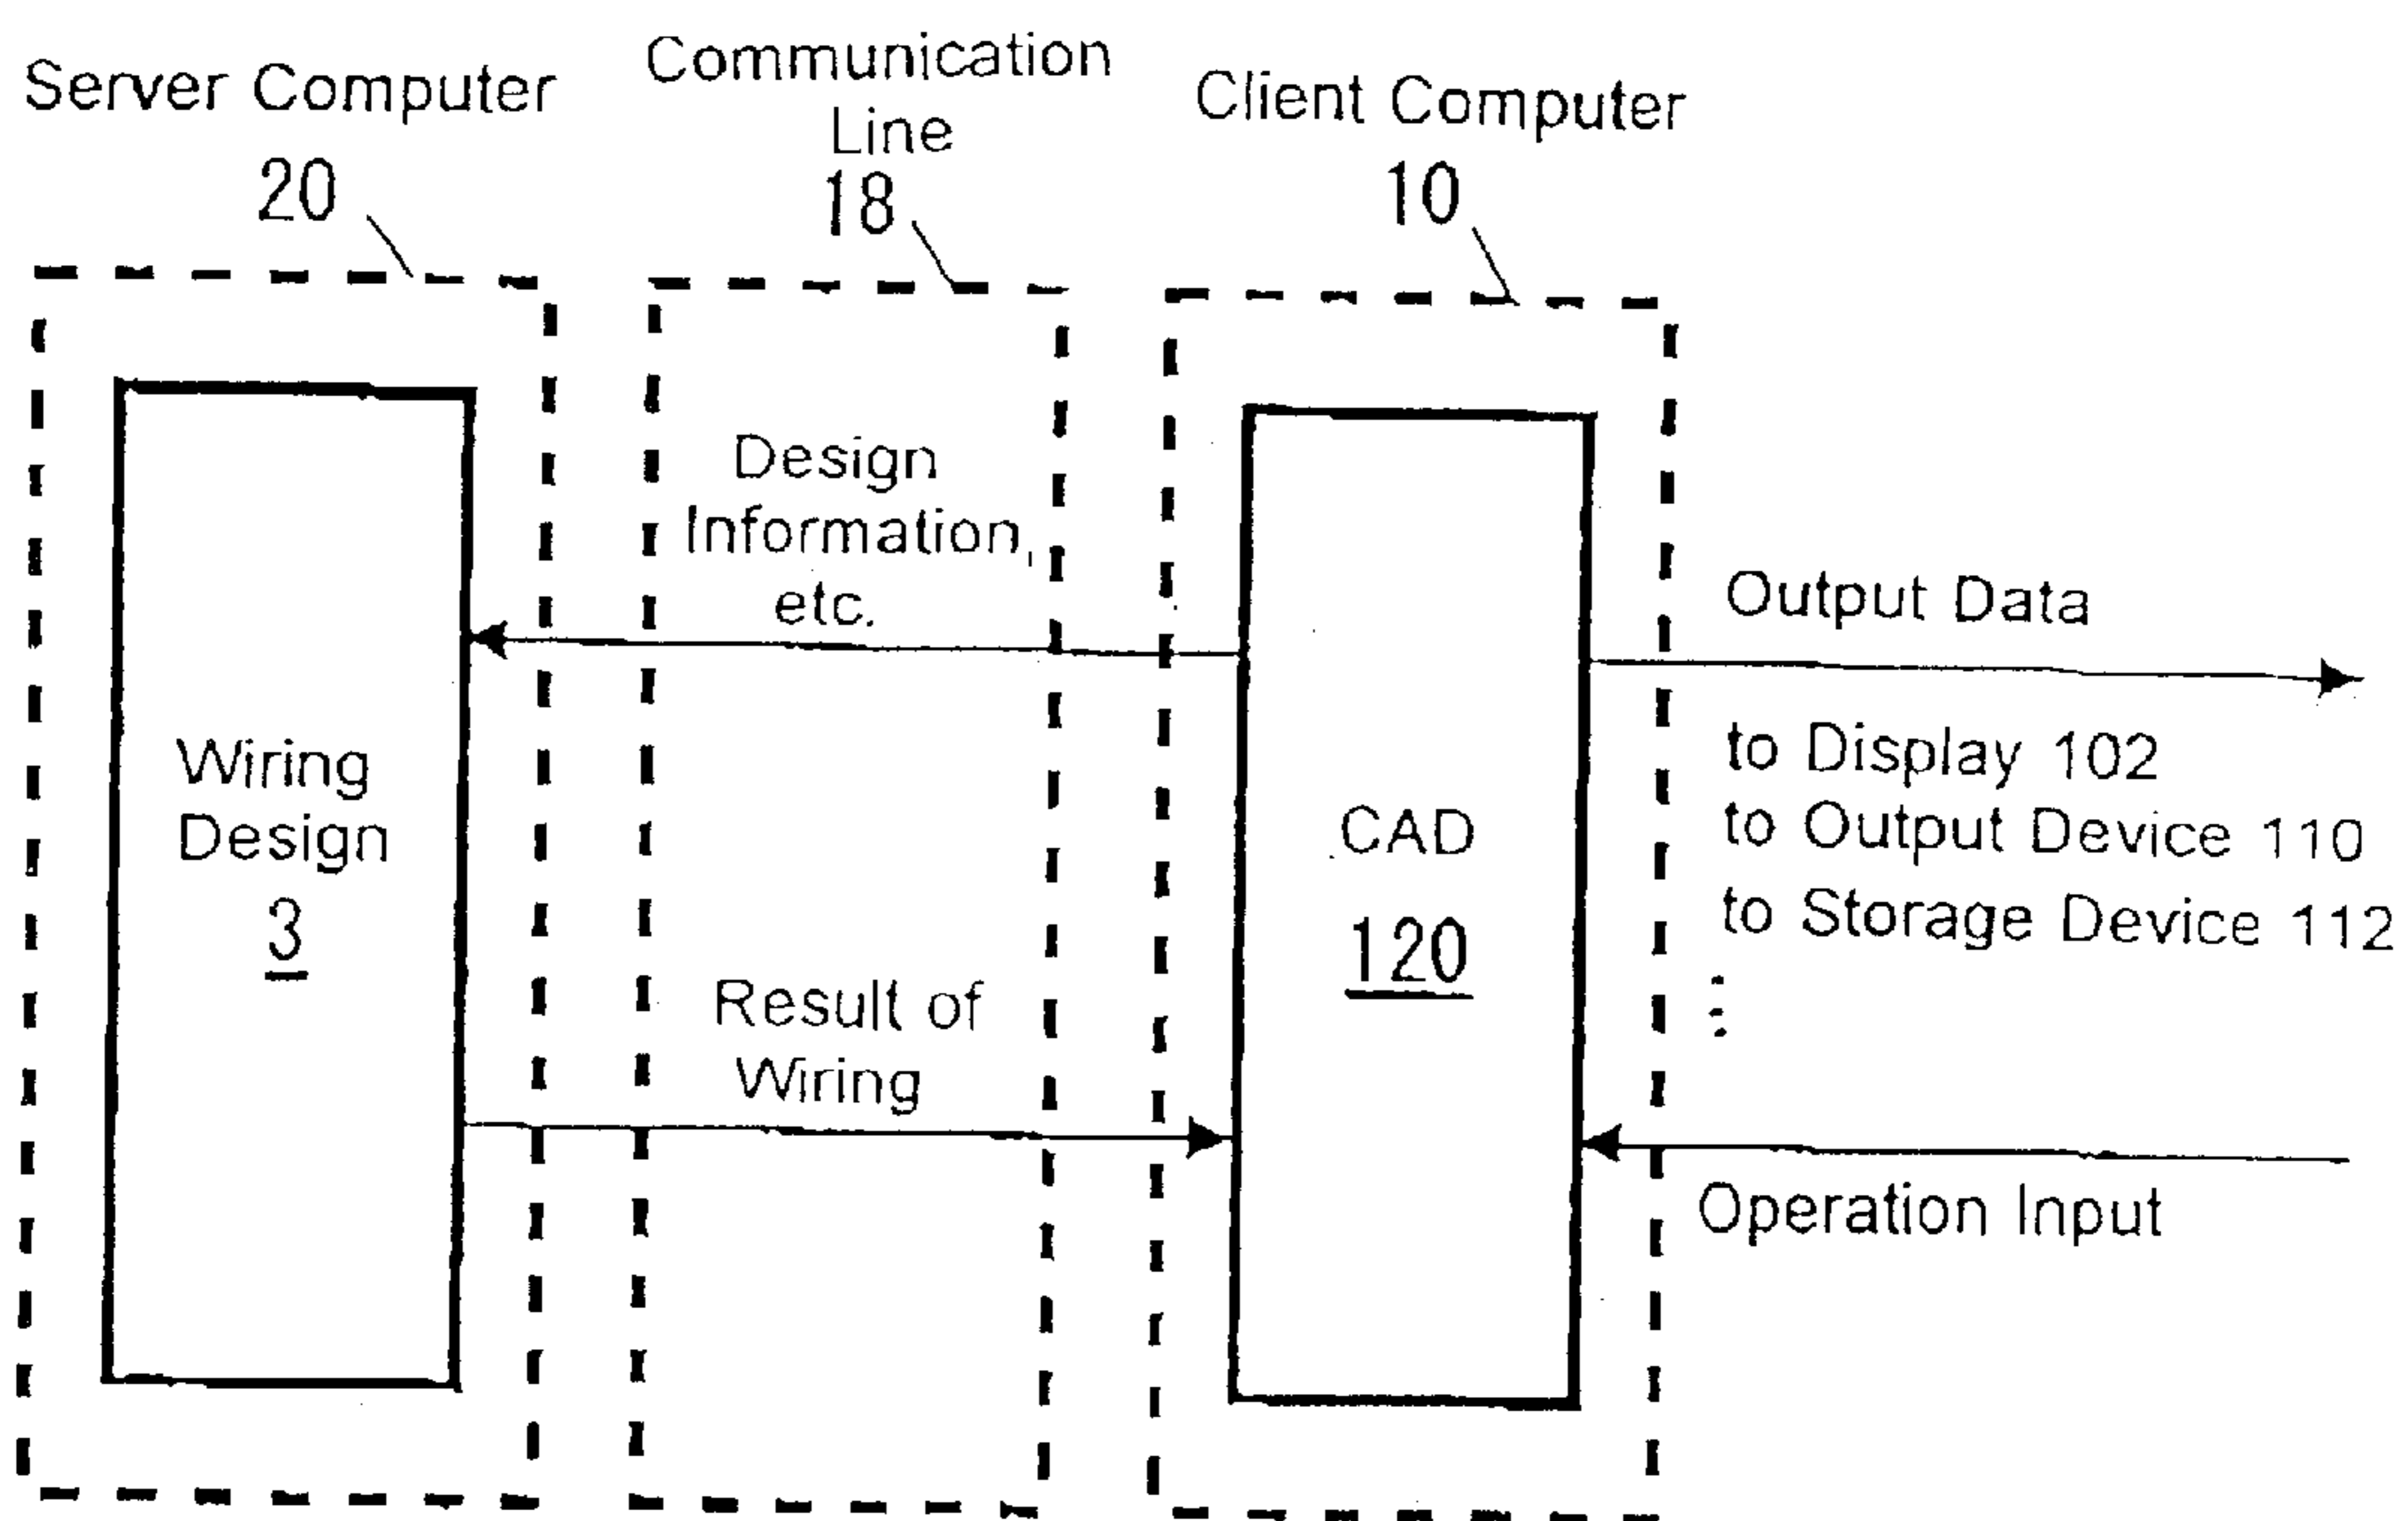 Server Computer
20
Communication
Line
18
Client Computer
10
Wiring
Design
3
Design
Information,
etc.
Result of
Wiring
CAD
120
Output Data
to Display 102
to Output Device 110
to Storage Device 112
⋮
Operation Input